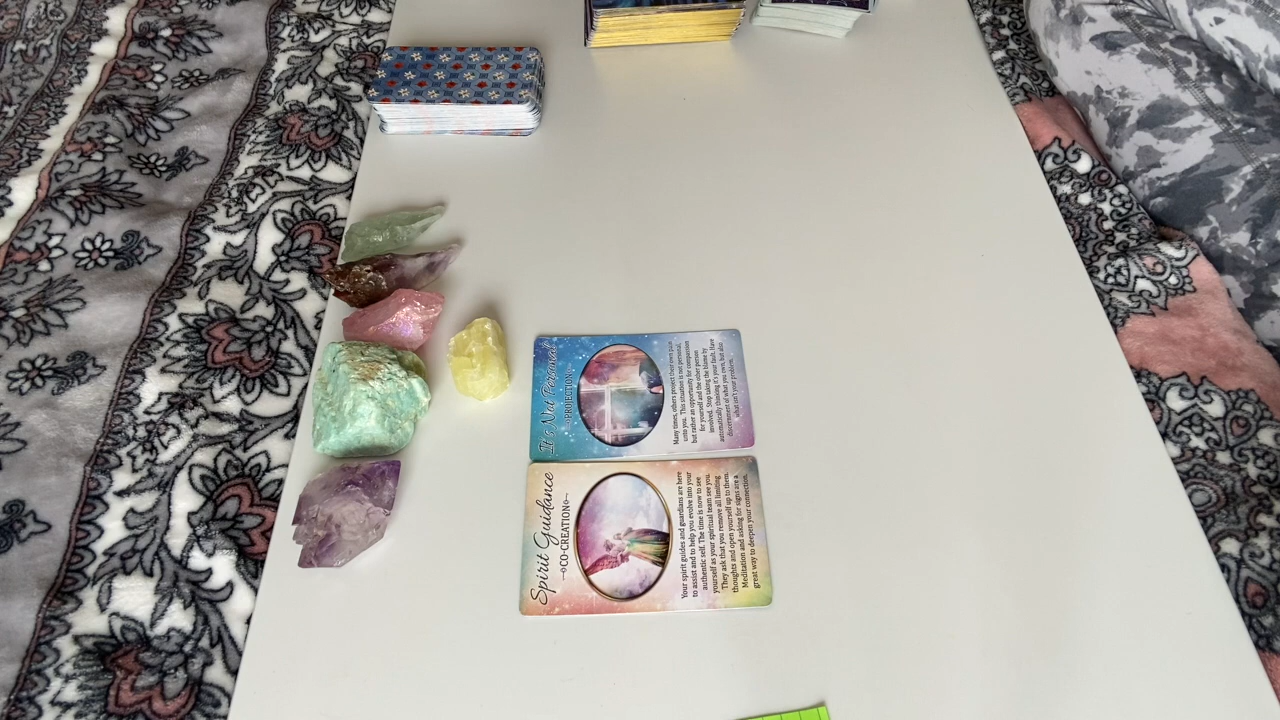 It's Not Personal
PROJECTION
Many times, others project their own pain
onto you. This situation is not personal,
but rather an opportunity for compassion
for yourself and the other person
involved. Stop taking the blame by
automatically thinking it's your fault. Have
discernment of what you own, but also
what isn't your problem.
Spirit Guidance
CO-CREATION
Your spirit guides and guardians are here
to assist and to help you evolve into your
authentic self. The time is now to see
yourself as your spiritual team sees you.
They ask that you remove all limiting
thoughts and open yourself up to them.
Meditation and asking for signs are a
great way to deepen your connection.